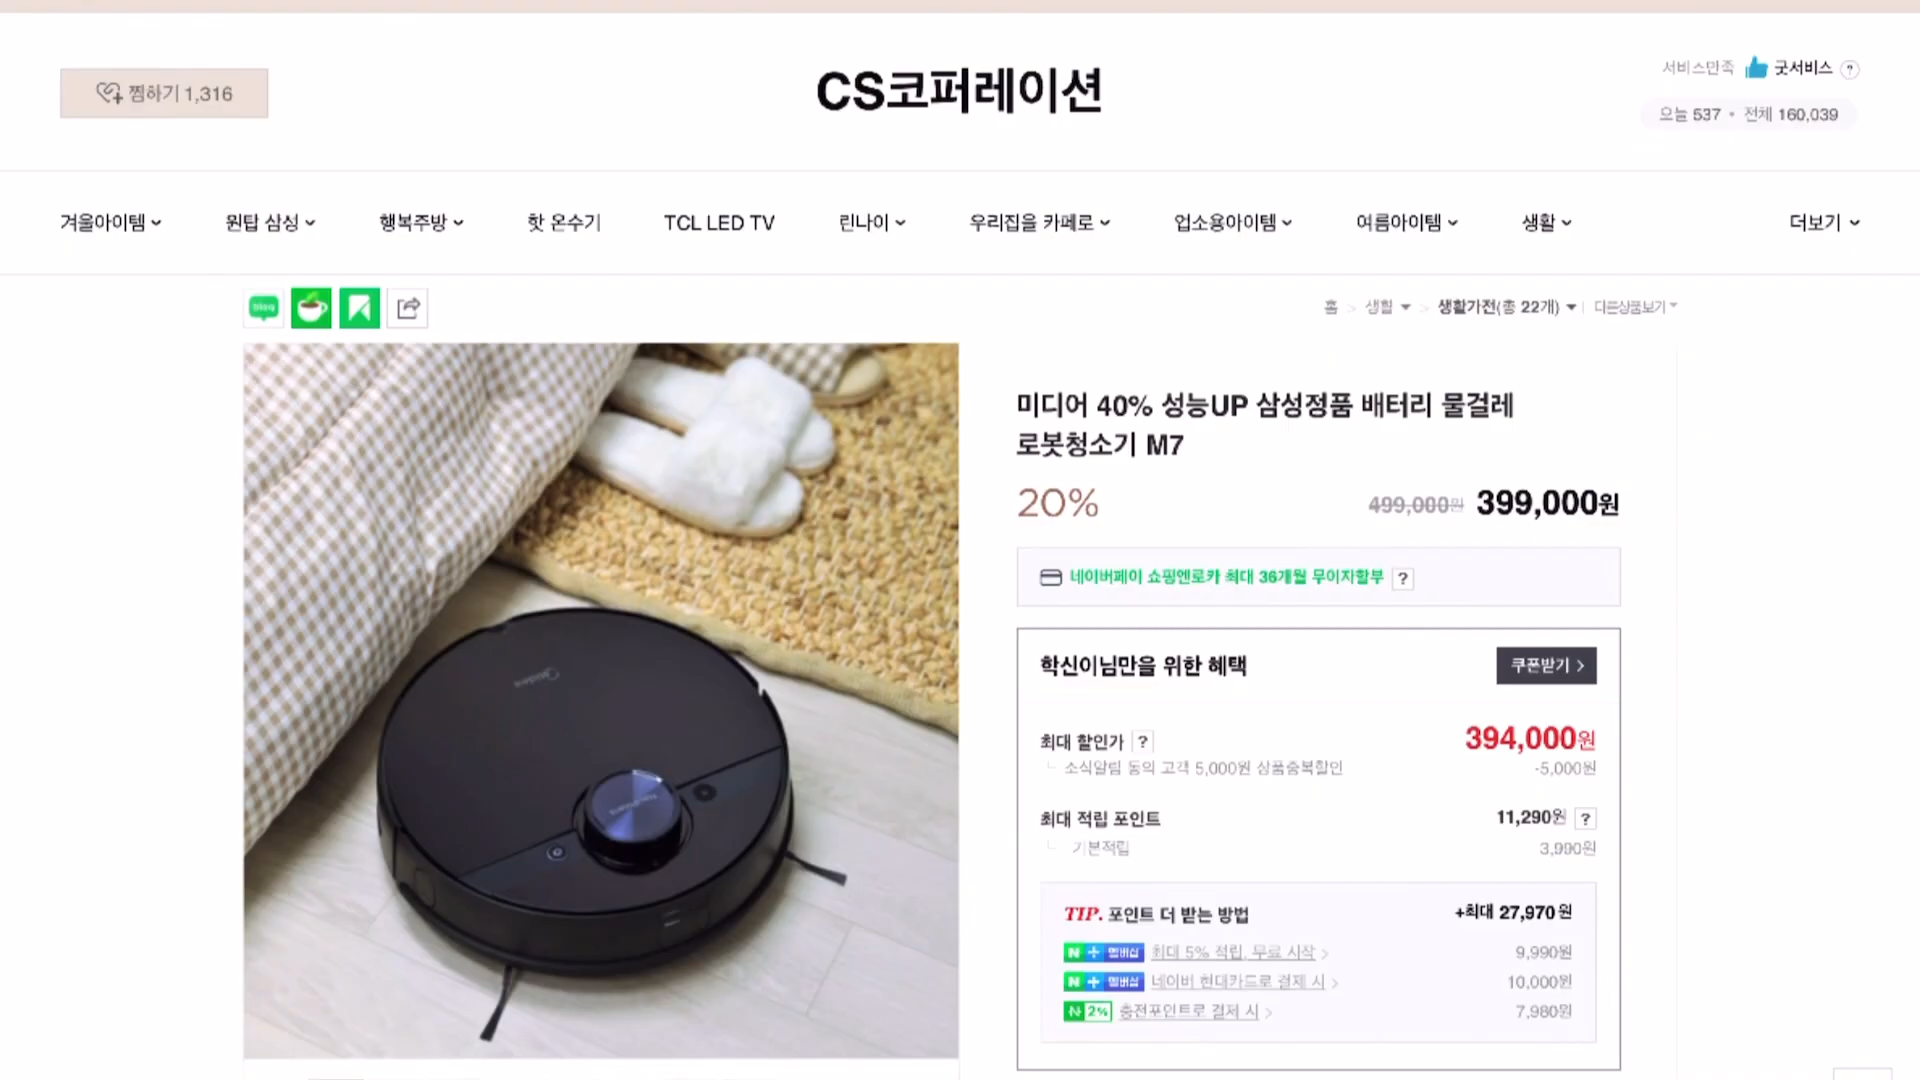 찜하기 1,316
CS코퍼레이션
서비스만족 굿서비스 ?
오늘 537 • 전체 160,039
겨울아이템 원탑 삼성 행복주방 핫 온수기 TCL LED TV 린나이 우리집을 카페로 업소용아이템 여름아이템 생활 더보기
blog
홈 > 생활 > 생활가전(총 22개) 다른상품보기
미디어 40% 성능UP 삼성정품 배터리 물걸레
로봇청소기 M7
20% 499,000원 399,000원
네이버페이 쇼핑엔로카 최대 36개월 무이자할부 ?
학신이님만을 위한 혜택 쿠폰받기 >
최대 할인가 ? 394,000원
소식알림 동의 고객 5,000원 상품중복할인 -5,000원
최대 적립 포인트 11,290원 ?
기본적립 3,990원
TIP. 포인트 더 받는 방법 +최대 27,970원
N + 멤버십 최대 5% 적립, 무료 시작 > 9,990원
N + 멤버십 네이버 현대카드로 결제 시 > 10,000원
N 2% 충전포인트로 결제 시 > 7,980원
Midea